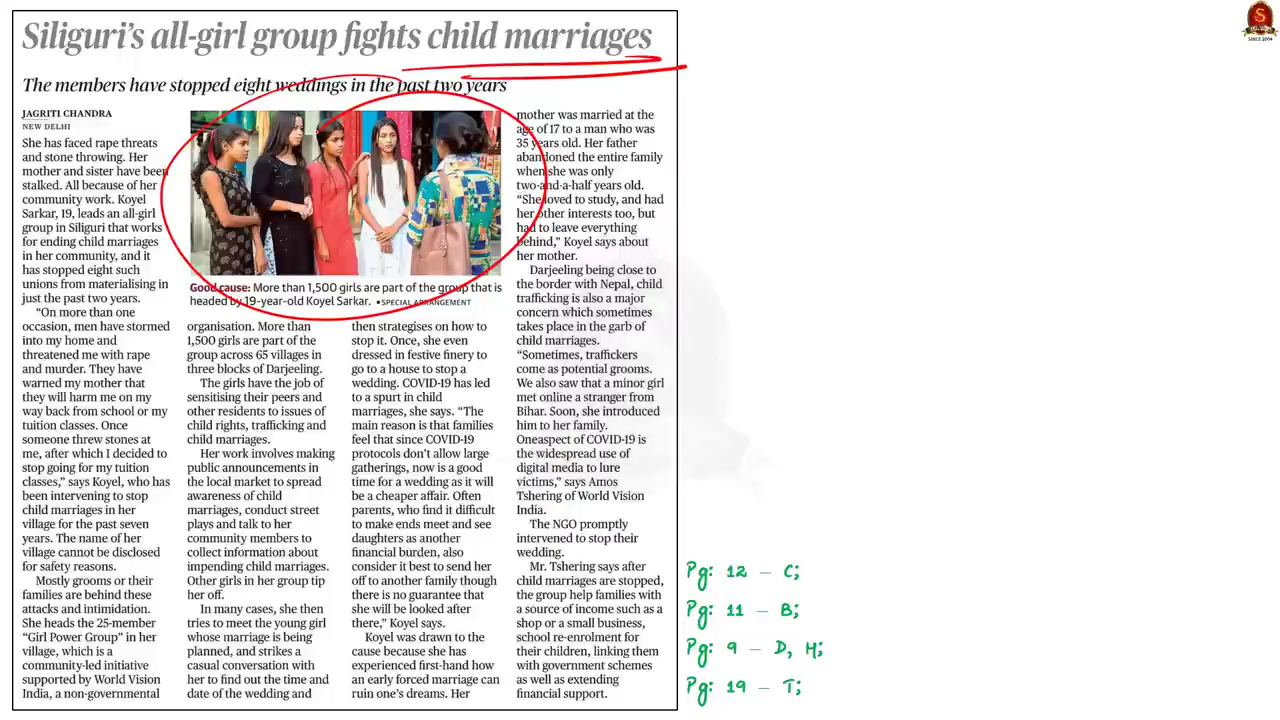 Siliguri's all-girl group fights child marriages
The members have stopped eight weddings in the past two years
JAGRITI CHANDRA
NEW DELHI
She has faced rape threats
and stone throwing. Her
mother and sister have been
stalked. All because of her
community work. Koyel
Sarkar, 19, leads an all-girl
group in Siliguri that works
for ending child marriages
in her community, and it
has stopped eight such
unions from materialising in
just the past two years.
“On more than one
occasion, men have stormed
into my home and
threatened me with rape
and murder. They have
warned my mother that
they will harm me on my
way back from school or my
tuition classes. Once
someone threw stones at
me, after which I decided to
stop going for my tuition
classes,” says Koyel, who has
been intervening to stop
child marriages in her
village for the past seven
years. The name of her
village cannot be disclosed
for safety reasons.
Mostly grooms or their
families are behind these
attacks and intimidation.
She heads the 25-member
“Girl Power Group” in her
village, which is a
community-led initiative
supported by World Vision
India, a non-governmental
Good cause: More than 1,500 girls are part of the group that is
headed by 19-year-old Koyel Sarkar. ▪SPECIAL ARRANGEMENT
organisation. More than
1,500 girls are part of the
group across 65 villages in
three blocks of Darjeeling.
The girls have the job of
sensitising their peers and
other residents to issues of
child rights, trafficking and
child marriages.
Her work involves making
public announcements in
the local market to spread
awareness of child
marriages, conduct street
plays and talk to her
community members to
collect information about
impending child marriages.
Other girls in her group tip
her off.
In many cases, she then
tries to meet the young girl
whose marriage is being
planned, and strikes a
casual conversation with
her to find out the time and
date of the wedding and
then strategises on how to
stop it. Once, she even
dressed in festive finery to
go to a house to stop a
wedding. COVID-19 has led
to a spurt in child
marriages, she says. “The
main reason is that families
feel that since COVID-19
protocols don't allow large
gatherings, now is a good
time for a wedding as it will
be a cheaper affair. Often
parents, who find it difficult
to make ends meet and see
daughters as another
financial burden, also
consider it best to send her
off to another family though
there is no guarantee that
she will be looked after
there,” Koyel says.
Koyel was drawn to the
cause because she has
experienced first-hand how
an early forced marriage can
ruin one's dreams. Her
mother was married at the
age of 17 to a man who was
35 years old. Her father
abandoned the entire family
when she was only
two-and-a-half years old.
“She loved to study, and had
her other interests too, but
had to leave everything
behind,” Koyel says about
her mother.
Darjeeling being close to
the border with Nepal, child
trafficking is also a major
concern which sometimes
takes place in the garb of
child marriages.
“Sometimes, traffickers
come as potential grooms.
We also saw that a minor girl
met online a stranger from
Bihar. Soon, she introduced
him to her family.
Oneaspect of COVID-19 is
the widespread use of
digital media to lure
victims,” says Amos
Tshering of World Vision
India.
The NGO promptly
intervened to stop their
wedding.
Mr. Tshering says after
child marriages are stopped,
the group help families with
a source of income such as a
shop or a small business,
school re-enrolment for
their children, linking them
with government schemes
as well as extending
financial support.
Pg: 12 - C;
Pg: 11 - B;
Pg: 9 - D, H;
Pg: 19 - T;
SINCE 2004